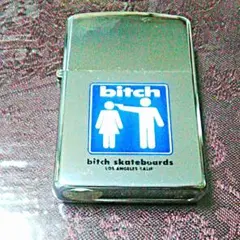 bitch
bitch skateboards
LOS ANGELES CALIF